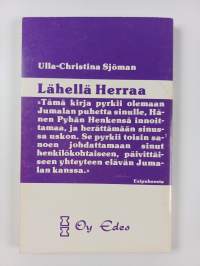 Ulla-Christina Sjöman
Lähellä Herraa
»Tämä kirja pyrkii olemaan
Jumalan puhetta sinulle, Hä-
nen Pyhän Henkensä innoit-
tamaa, ja herättämään sinus-
sa uskon. Se pyrkii toisin sa-
noen johdattamaan sinut
henkilökohtaiseen, päivittäi-
seen yhteyteen elävän Juma-
lan kanssa.»
Esipuheesta
Oy Edes